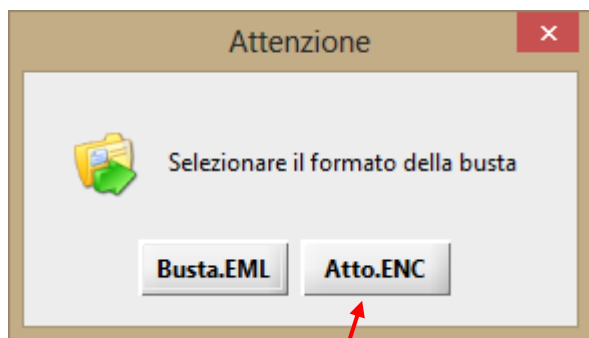 Attenzione
Selezionare il formato della busta
Busta.EML Atto.ENC